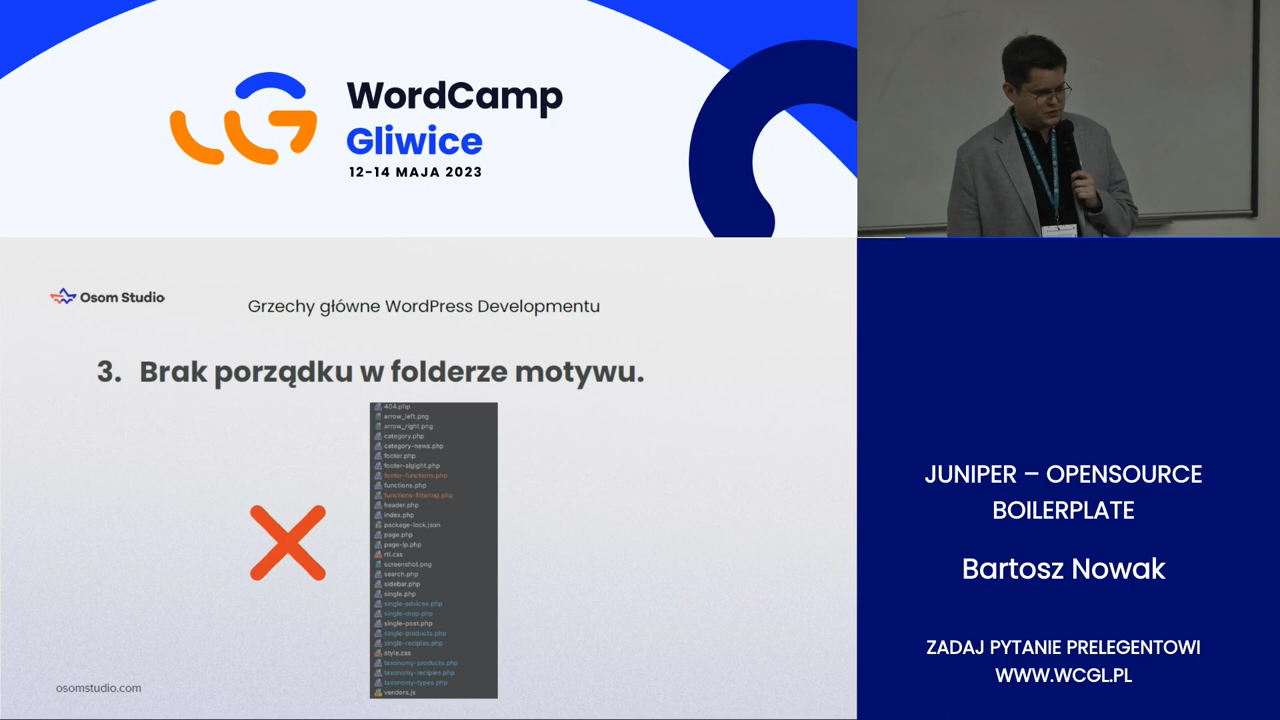 WordCamp
Gliwice
12-14 MAJA 2023
Osom Studio
Grzechy główne WordPress Developmentu
3. Brak porządku w folderze motywu.
404.php
arrow_left.png
arrow_right.png
category.php
category-news.php
footer.php
footer-algight.php
footer-functions.php
functions.php
functions-filtering.php
header.php
index.php
package-lock.json
page.php
page-lp.php
rtl.css
screenshot.png
search.php
sidebar.php
single.php
single-advices.php
single-drop.php
single-post.php
single-products.php
single-recipies.php
style.css
taxonomy-products.php
taxonomy-recipies.php
taxonomy-types.php
vendors.js
osomstudio.com
JUNIPER – OPENSOURCE
BOILERPLATE
Bartosz Nowak
ZADAJ PYTANIE PRELEGENTOWI
WWW.WCGL.PL